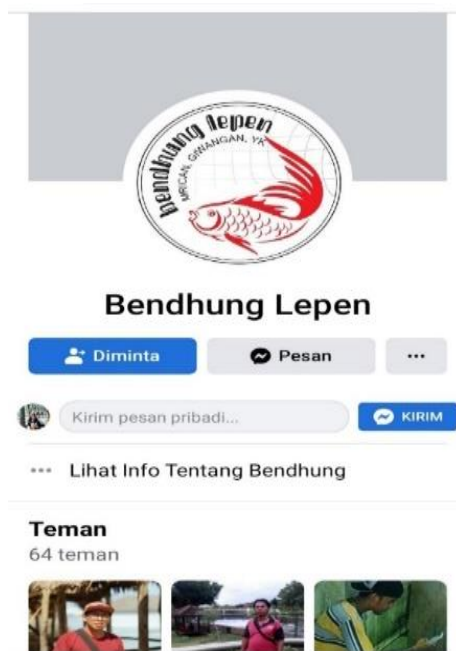 bendhung lepen
MRICAN, GIWANGAN, YK
Bendhung Lepen
Diminta
Pesan
Kirim pesan pribadi...
KIRIM
Lihat Info Tentang Bendhung
Teman
64 teman